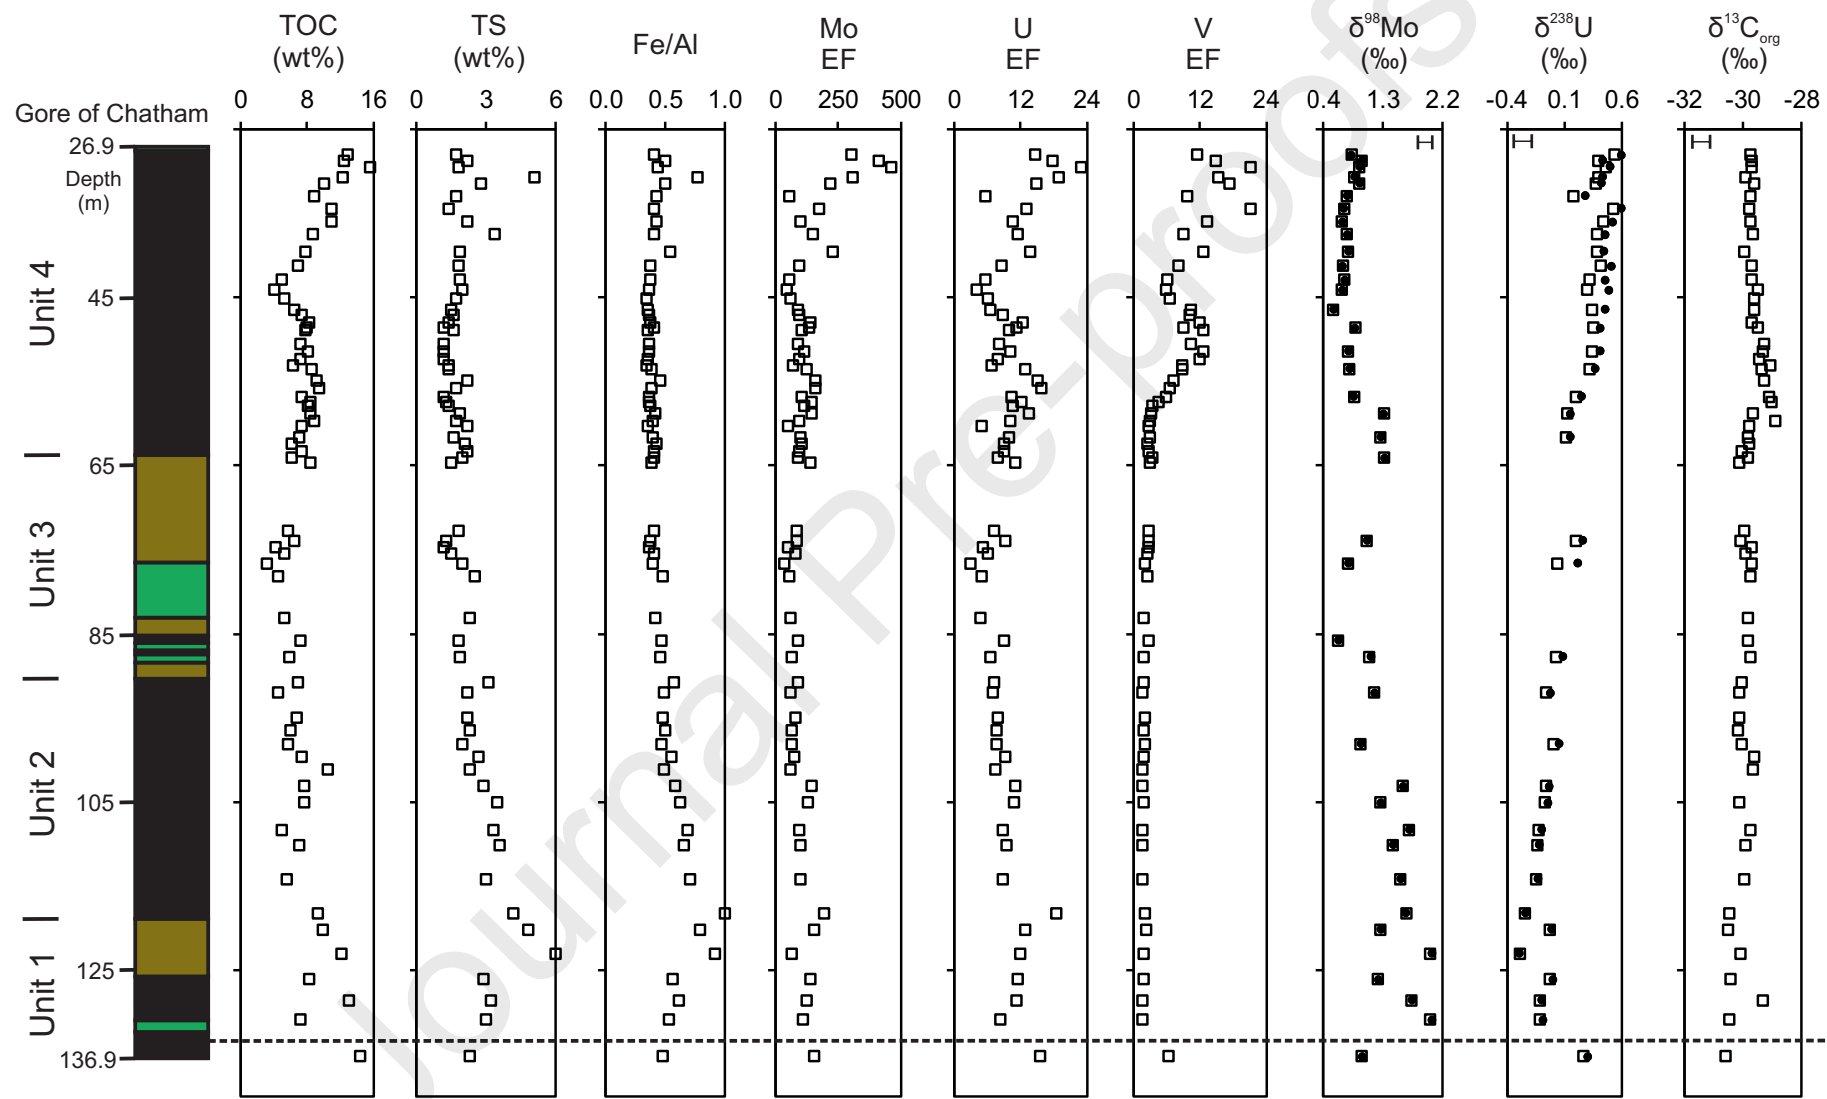 TOC
(wt%)
TS
(wt%)
Fe/Al
Mo
EF
U
EF
V
EF
δ⁹⁸Mo
(‰)
δ²³⁸U
(‰)
δ¹³Corg
(‰)
0 8 16
0 3 6
0.0 0.5 1.0
0 250 500
0 12 24
0 12 24
0.4 1.3 2.2
-0.4 0.1 0.6
-32 -30 -28
Gore of Chatham
26.9
Depth
(m)
45
65
85
105
125
136.9
Unit 4
Unit 3
Unit 2
Unit 1
Journal Pre-proofs